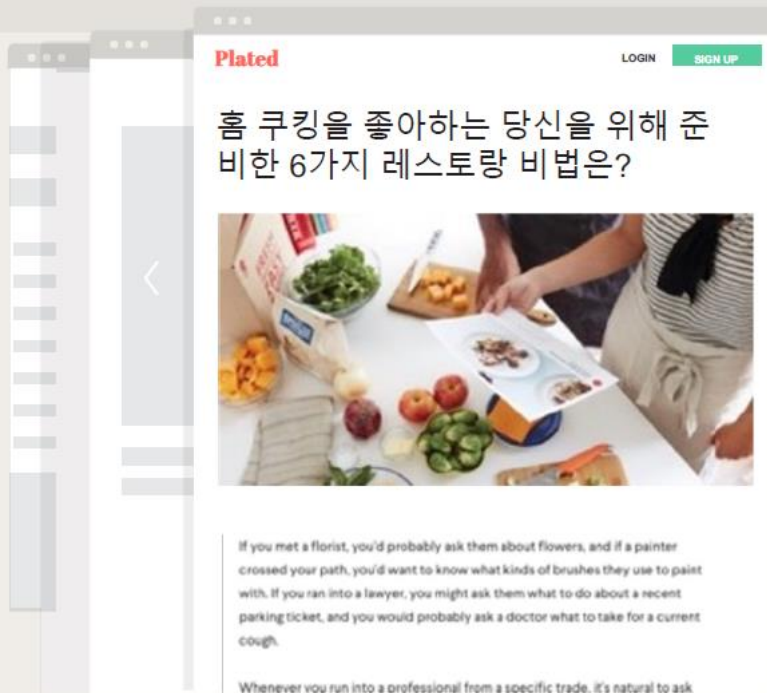 Plated
LOGIN
SIGN UP
홈 쿠킹을 좋아하는 당신을 위해 준
비한 6가지 레스토랑 비법은?
If you met a florist, you'd probably ask them about flowers, and if a painter
crossed your path, you'd want to know what kinds of brushes they use to paint
with. If you ran into a lawyer, you might ask them what to do about a recent
parking ticket, and you would probably ask a doctor what to take for a current
cough.
Whenever you run into a professional from a specific trade, it's natural to ask